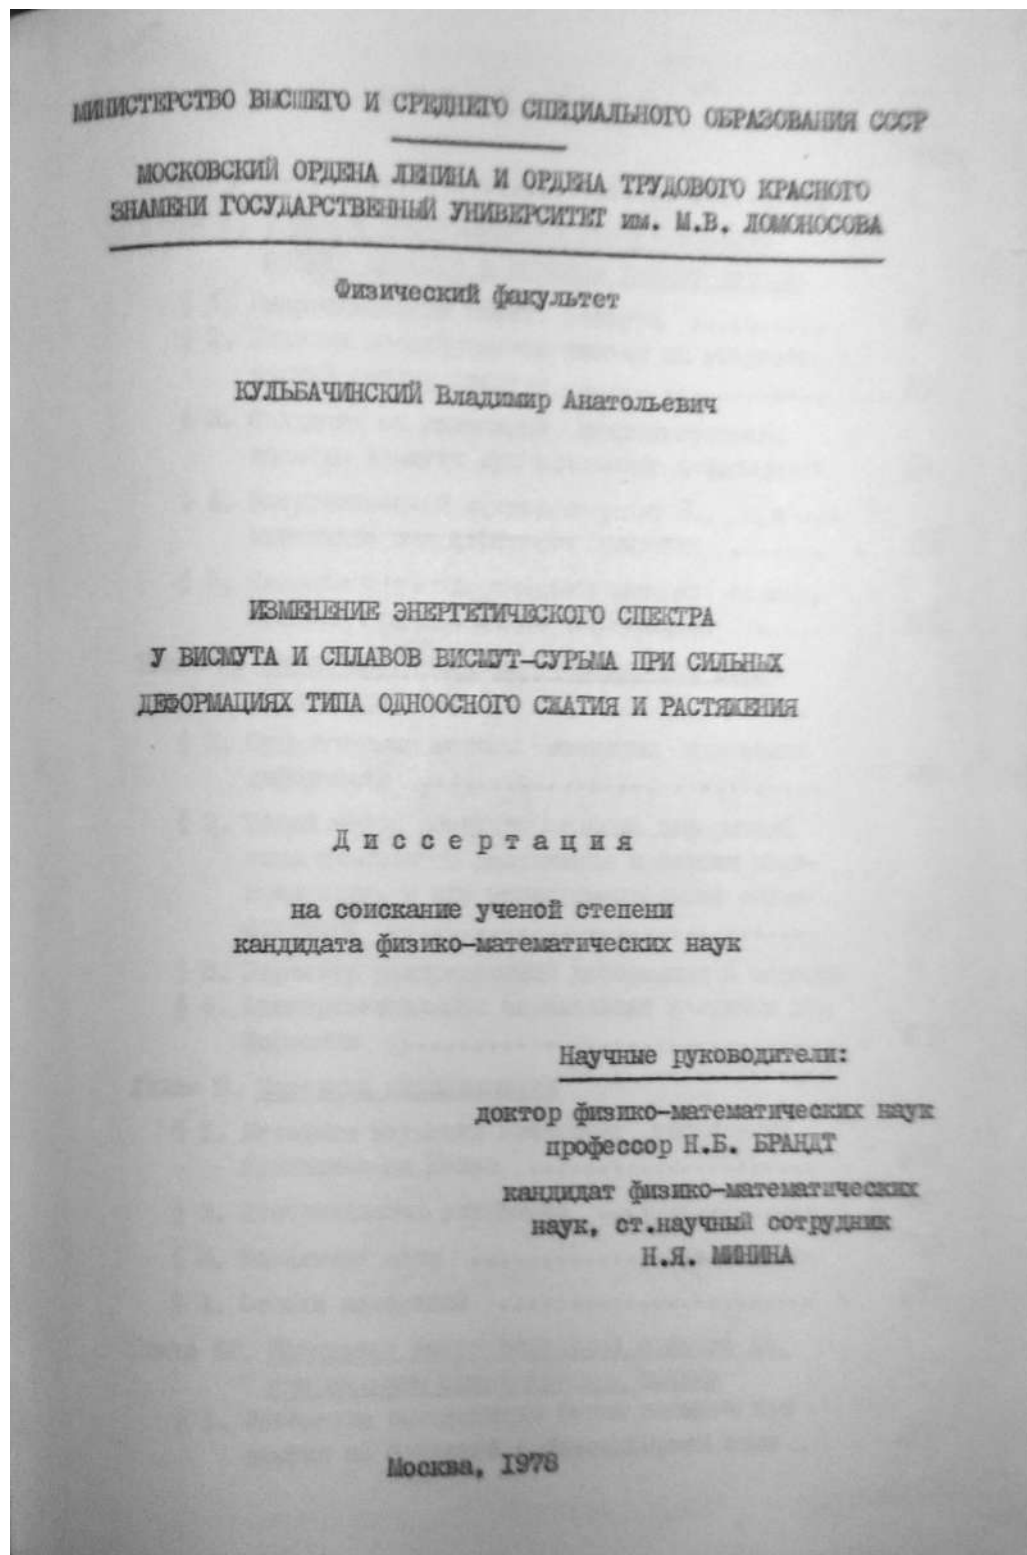 МИНИСТЕРСТВО ВЫСШЕГО И СРЕДНЕГО СПЕЦИАЛЬНОГО ОБРАЗОВАНИЯ СССР
МОСКОВСКИЙ ОРДЕНА ЛЕНИНА И ОРДЕНА ТРУДОВОГО КРАСНОГО
ЗНАМЕНИ ГОСУДАРСТВЕННЫЙ УНИВЕРСИТЕТ им. М.В. ЛОМОНОСОВА
Физический факультет
КУЛЬБАЧИНСКИЙ Владимир Анатольевич
ИЗМЕНЕНИЕ ЭНЕРГЕТИЧЕСКОГО СПЕКТРА
У ВИСМУТА И СПЛАВОВ ВИСМУТ-СУРЬМА ПРИ СИЛЬНЫХ
ДЕФОРМАЦИЯХ ТИПА ОДНООСНОГО СЖАТИЯ И РАСТЯЖЕНИЯ
Диссертация
на соискание ученой степени
кандидата физико-математических наук
Научные руководители:
доктор физико-математических наук
профессор Н.Б. БРАНДТ
кандидат физико-математических
наук, ст.научный сотрудник
Н.Я. МИНИНА
Москва, 1978